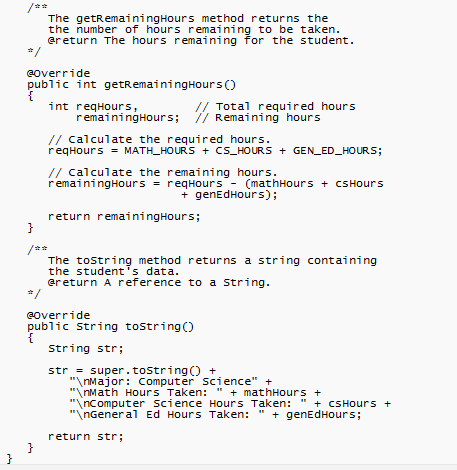 /**
The getRemainingHours method returns the
the number of hours remaining to be taken.
@return The hours remaining for the student.
*/
@Override
public int getRemainingHours()
{
int reqHours, // Total required hours
remainingHours; // Remaining hours
// Calculate the required hours.
reqHours = MATH_HOURS + CS_HOURS + GEN_ED_HOURS;
// Calculate the remaining hours.
remainingHours = reqHours - (mathHours + csHours
+ genEdHours);
return remainingHours;
}
/**
The toString method returns a string containing
the student's data.
@return A reference to a String.
*/
@Override
public String toString()
{
String str;
str = super.toString() +
"\nMajor: Computer Science" +
"\nMath Hours Taken: " + mathHours +
"\nComputer Science Hours Taken: " + csHours +
"\nGeneral Ed Hours Taken: " + genEdHours;
return str;
}
}